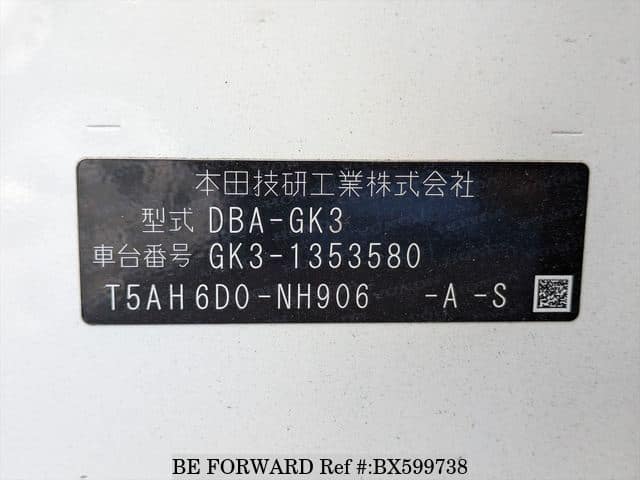 本田技研工業株式会社
型式 DBA-GK3
車台番号 GK3-1353580
T5AH6D0-NH906 -A -S
BE FORWARD Ref #:BX599738